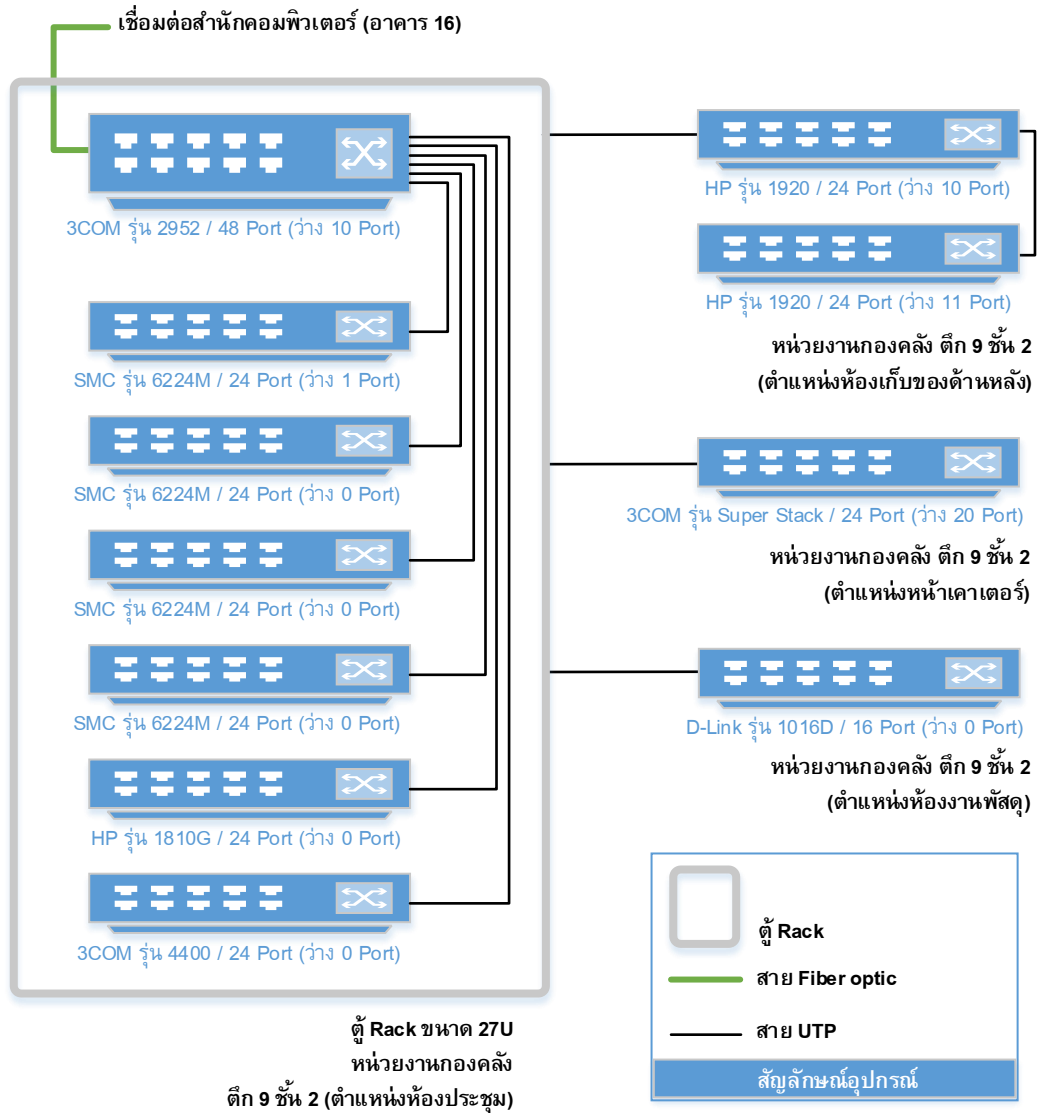 เชื่อมต่อสำนักคอมพิวเตอร์ (อาคาร 16)
3COM รุ่น 2952 / 48 Port (ว่าง 10 Port)
SMC รุ่น 6224M / 24 Port (ว่าง 1 Port)
SMC รุ่น 6224M / 24 Port (ว่าง 0 Port)
SMC รุ่น 6224M / 24 Port (ว่าง 0 Port)
SMC รุ่น 6224M / 24 Port (ว่าง 0 Port)
HP รุ่น 1810G / 24 Port (ว่าง 0 Port)
3COM รุ่น 4400 / 24 Port (ว่าง 0 Port)
ตู้ Rack ขนาด 27U
หน่วยงานกองคลัง
ตึก 9 ชั้น 2 (ตำแหน่งห้องประชุม)
HP รุ่น 1920 / 24 Port (ว่าง 10 Port)
HP รุ่น 1920 / 24 Port (ว่าง 11 Port)
หน่วยงานกองคลัง ตึก 9 ชั้น 2
(ตำแหน่งห้องเก็บของด้านหลัง)
3COM รุ่น Super Stack / 24 Port (ว่าง 20 Port)
หน่วยงานกองคลัง ตึก 9 ชั้น 2
(ตำแหน่งหน้าเคาเตอร์)
D-Link รุ่น 1016D / 16 Port (ว่าง 0 Port)
หน่วยงานกองคลัง ตึก 9 ชั้น 2
(ตำแหน่งห้องงานพัสดุ)
ตู้ Rack
สาย Fiber optic
สาย UTP
สัญลักษณ์อุปกรณ์